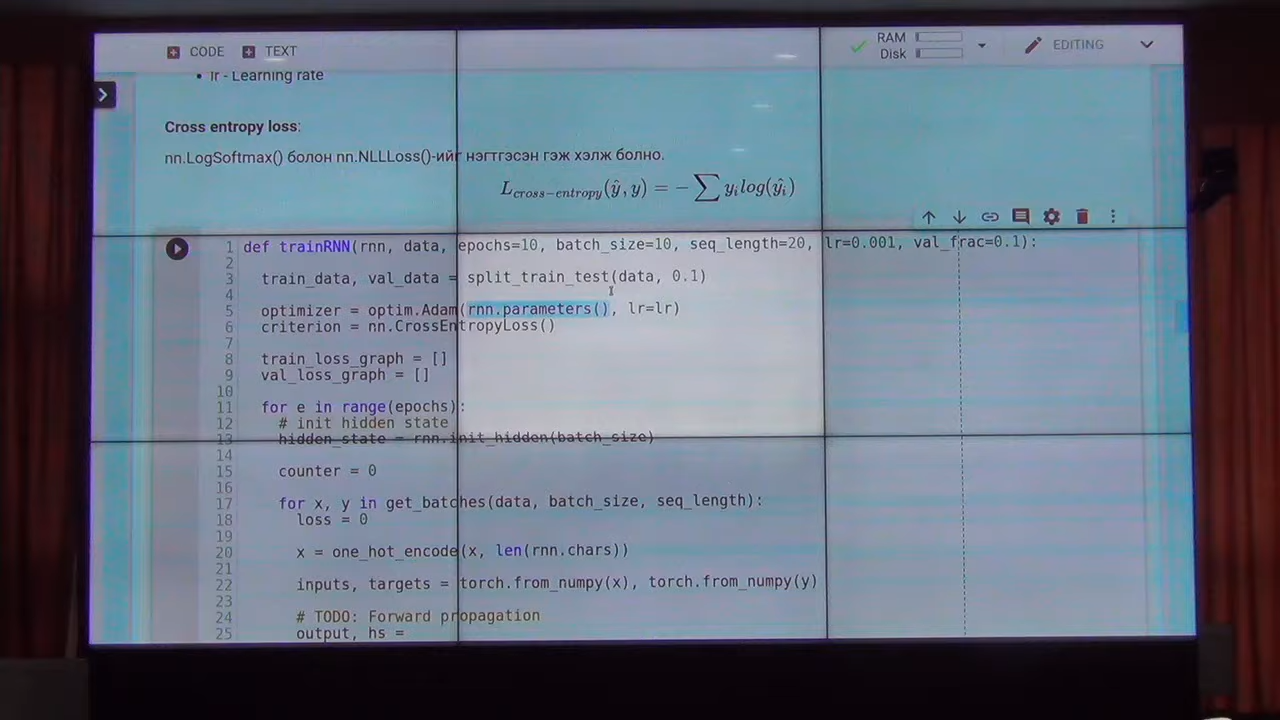 CODE TEXT
RAM
Disk
EDITING
• lr - Learning rate
Cross entropy loss:
nn.LogSoftmax() болон nn.NLLLoss()-ийг нэгтгэсэн гэж хэлж болно.
L_{cross-entropy}(ŷ, y) = − ∑ y_i log(ŷ_i)
1 def trainRNN(rnn, data, epochs=10, batch_size=10, seq_length=20, lr=0.001, val_frac=0.1):
2
3 train_data, val_data = split_train_test(data, 0.1)
4
5 optimizer = optim.Adam(rnn.parameters(), lr=lr)
6 criterion = nn.CrossEntropyLoss()
7
8 train_loss_graph = []
9 val_loss_graph = []
10
11 for e in range(epochs):
12 # init hidden state
13 hidden_state = rnn.init_hidden(batch_size)
14
15 counter = 0
16
17 for x, y in get_batches(data, batch_size, seq_length):
18 loss = 0
19
20 x = one_hot_encode(x, len(rnn.chars))
21
22 inputs, targets = torch.from_numpy(x), torch.from_numpy(y)
23
24 # TODO: Forward propagation
25 output, hs =